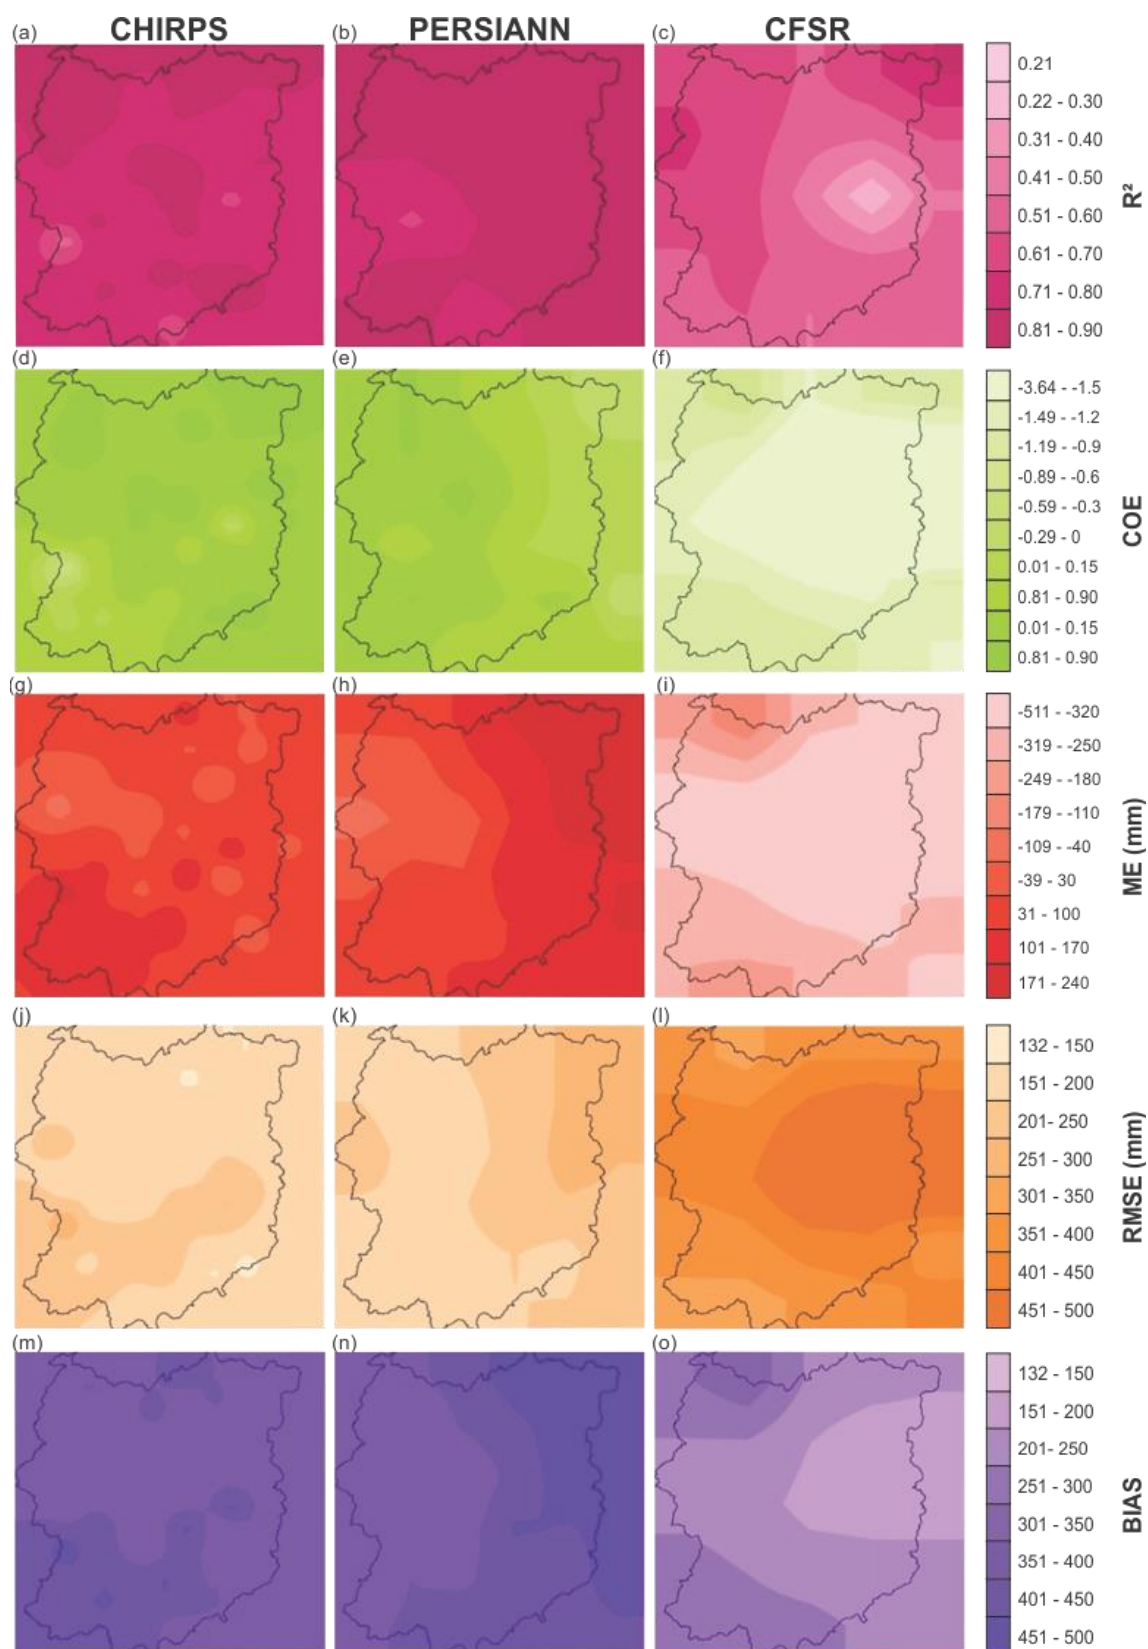 CHIRPS PERSIANN CFSR
(a) (b) (c)
0.21
0.22 - 0.30
0.31 - 0.40
0.41 - 0.50
0.51 - 0.60
0.61 - 0.70
0.71 - 0.80
0.81 - 0.90
R²
(d) (e) (f)
-3.64 - -1.5
-1.49 - -1.2
-1.19 - -0.9
-0.89 - -0.6
-0.59 - -0.3
-0.29 - 0
0.01 - 0.15
0.81 - 0.90
0.01 - 0.15
0.81 - 0.90
COE
(g) (h) (i)
-511 - -320
-319 - -250
-249 - -180
-179 - -110
-109 - -40
-39 - 30
31 - 100
101 - 170
171 - 240
ME (mm)
(j) (k) (l)
132 - 150
151 - 200
201- 250
251 - 300
301 - 350
351 - 400
401 - 450
451 - 500
RMSE (mm)
(m) (n) (o)
132 - 150
151 - 200
201- 250
251 - 300
301 - 350
351 - 400
401 - 450
451 - 500
BIAS